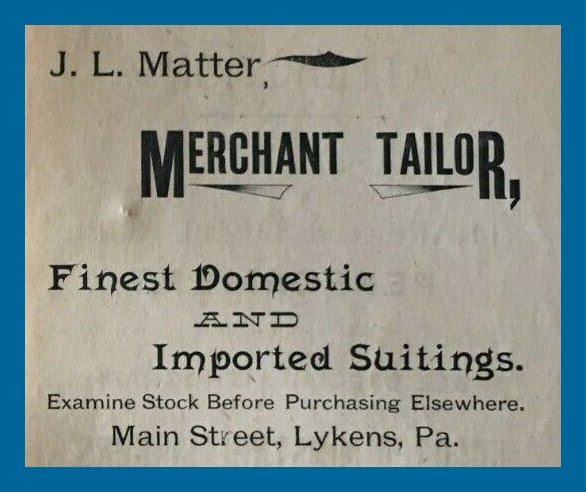 J. L. Matter,
MERCHANT TAILOR,
Finest Domestic
AND
Imported Suitings.
Examine Stock Before Purchasing Elsewhere.
Main Street, Lykens, Pa.